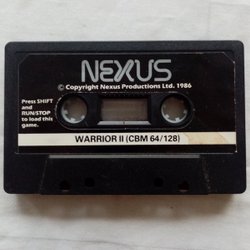 NEXUS
© Copyright Nexus Productions Ltd. 1986
Press SHIFT
and
RUN/STOP
to load this
game.
WARRIOR II (CBM 64/128)